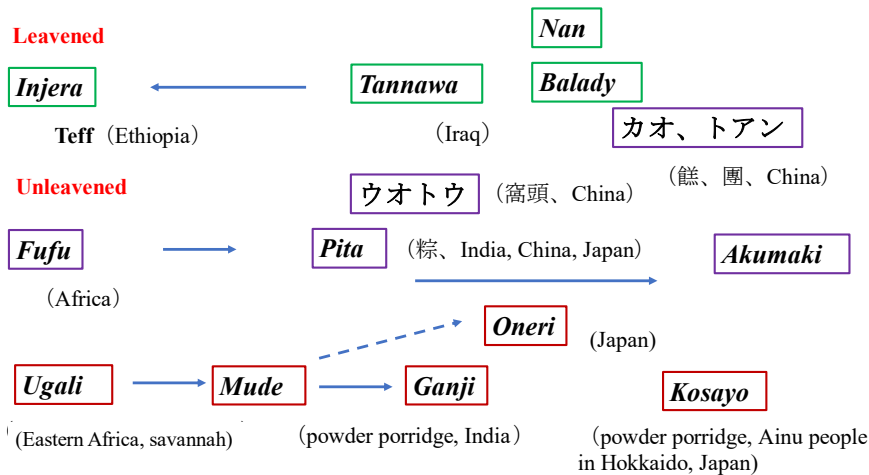 Nan
Leavened
Injera
Tannawa
Balady
Teff（Ethiopia）
（Iraq）
カオ、トアン
（餻、團、China）
Unleavened
ウオトウ
（窩頭、China）
Fufu
Pita
（粽、India, China, Japan）
Akumaki
（Africa）
Oneri
(Japan)
Ugali
Mude
Ganji
Kosayo
(Eastern Africa, savannah)
（powder porridge, India）
（powder porridge, Ainu people
in Hokkaido, Japan)